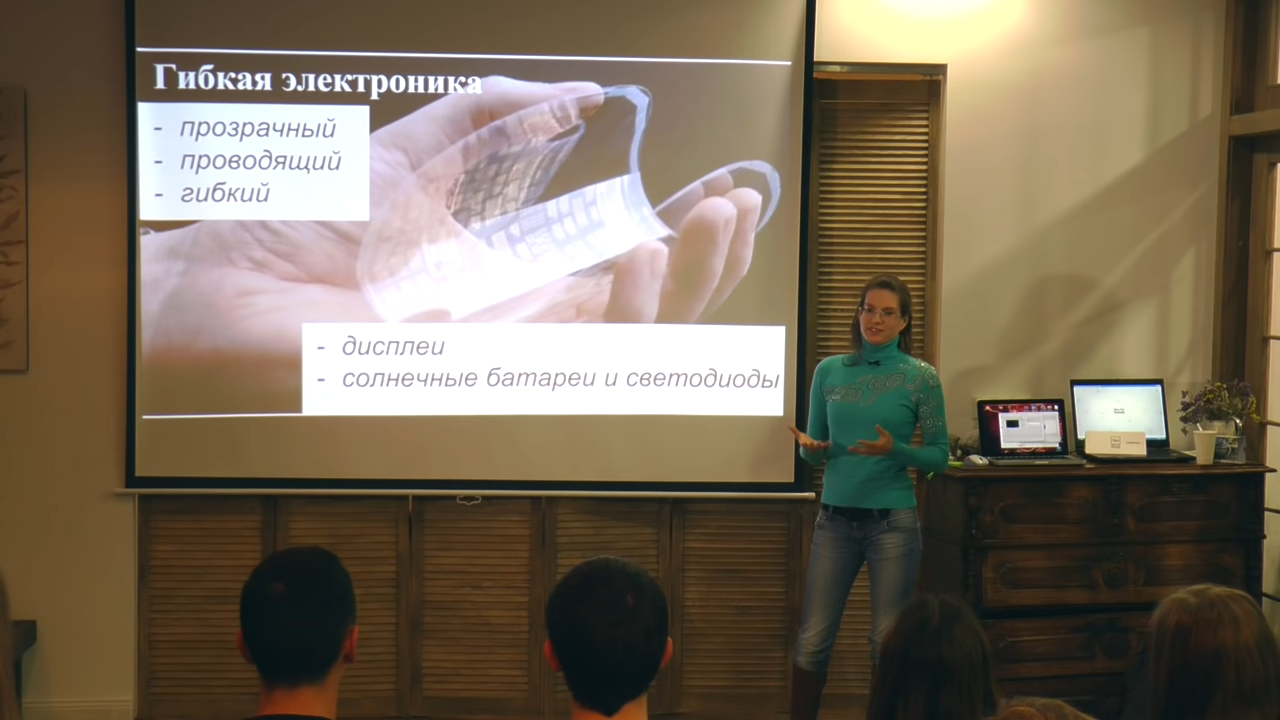 Гибкая электроника
- прозрачный
- проводящий
- гибкий
- дисплеи
- солнечные батареи и светодиоды